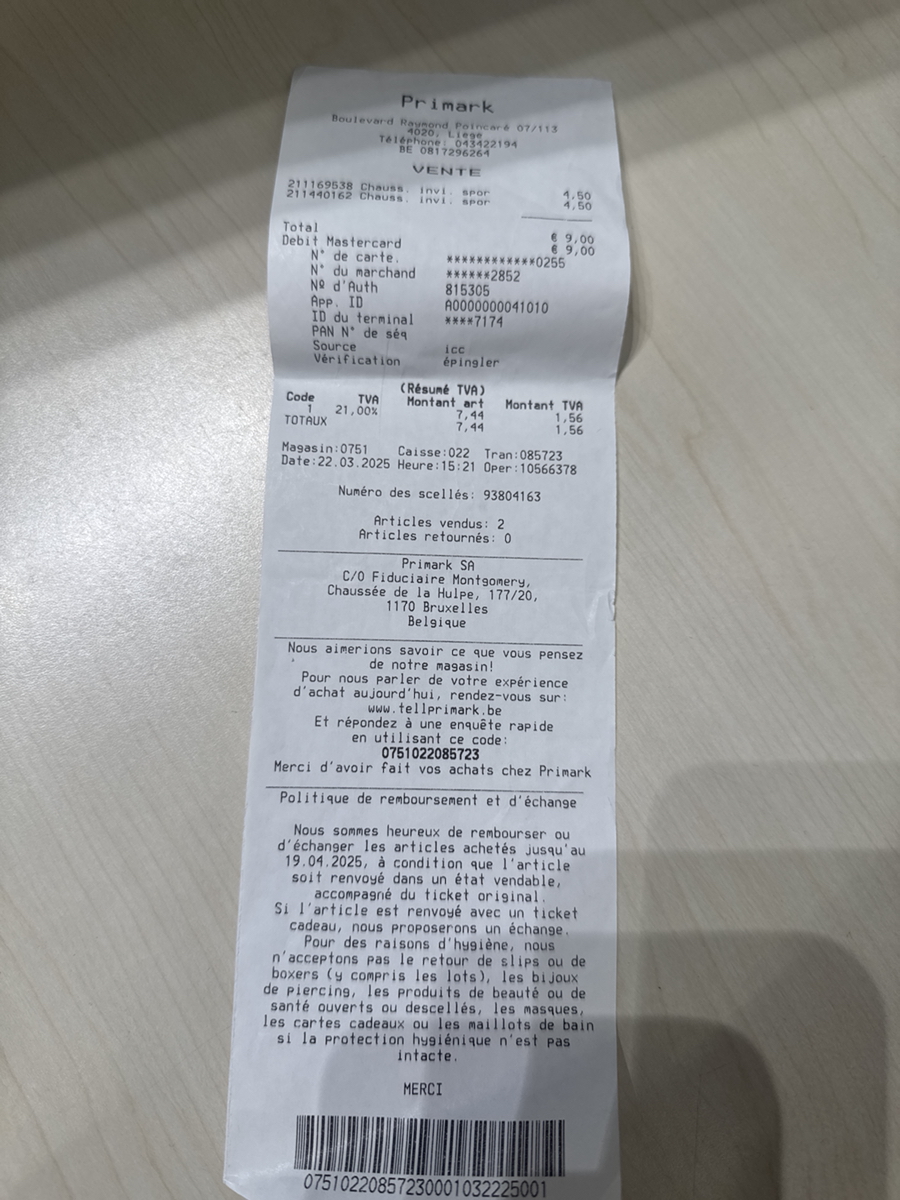 Primark
Boulevard Raymond Poincaré 07/113
4020, Liege
Téléphone: 043422194
BE 0817296264
VENTE
211169538 Chauss. Invi. spor 4,50
211440162 Chauss. Invi. spor 4,50
Total € 9,00
Debit Mastercard € 9,00
N° de carte. ************0255
N° du marchand ******2852
Nº d'Auth 815305
App. ID A0000000041010
ID du terminal ****7174
PAN N° de séq
Source icc
Vérification épingler
(Résumé TVA)
Code TVA Montant art Montant TVA
1 21,00% 7,44 1,56
TOTAUX 7,44 1,56
Magasin:0751 Caisse:022 Tran:085723
Date:22.03.2025 Heure:15:21 Oper:10566378
Numéro des scellés: 93804163
Articles vendus: 2
Articles retournés: 0
Primark SA
C/O Fiduciaire Montgomery,
Chaussée de la Hulpe, 177/20,
1170 Bruxelles
Belgique
Nous aimerions savoir ce que vous pensez
de notre magasin!
Pour nous parler de votre expérience
d'achat aujourd'hui, rendez-vous sur:
www.tellprimark.be
Et répondez à une enquête rapide
en utilisant ce code:
0751022085723
Merci d'avoir fait vos achats chez Primark
Politique de remboursement et d'échange
Nous sommes heureux de rembourser ou
d'échanger les articles achetés jusqu'au
19.04.2025, à condition que l'article
soit renvoyé dans un état vendable,
accompagné du ticket original.
Si l'article est renvoyé avec un ticket
cadeau, nous proposerons un échange.
Pour des raisons d'hygiène, nous
n'acceptons pas le retour de slips ou de
boxers (y compris les lots), les bijoux
de piercing, les produits de beauté ou de
santé ouverts ou descellés, les masques,
les cartes cadeaux ou les maillots de bain
si la protection hygiénique n'est pas
intacte.
MERCI
07510220857230001032225001